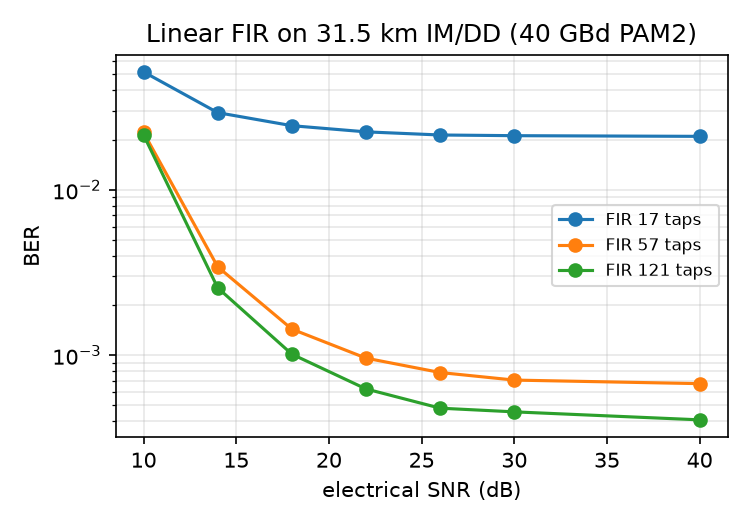 Linear FIR on 31.5 km IM/DD (40 GBd PAM2)
BER
10⁻²
10⁻³
FIR 17 taps
FIR 57 taps
FIR 121 taps
10 15 20 25 30 35 40
electrical SNR (dB)